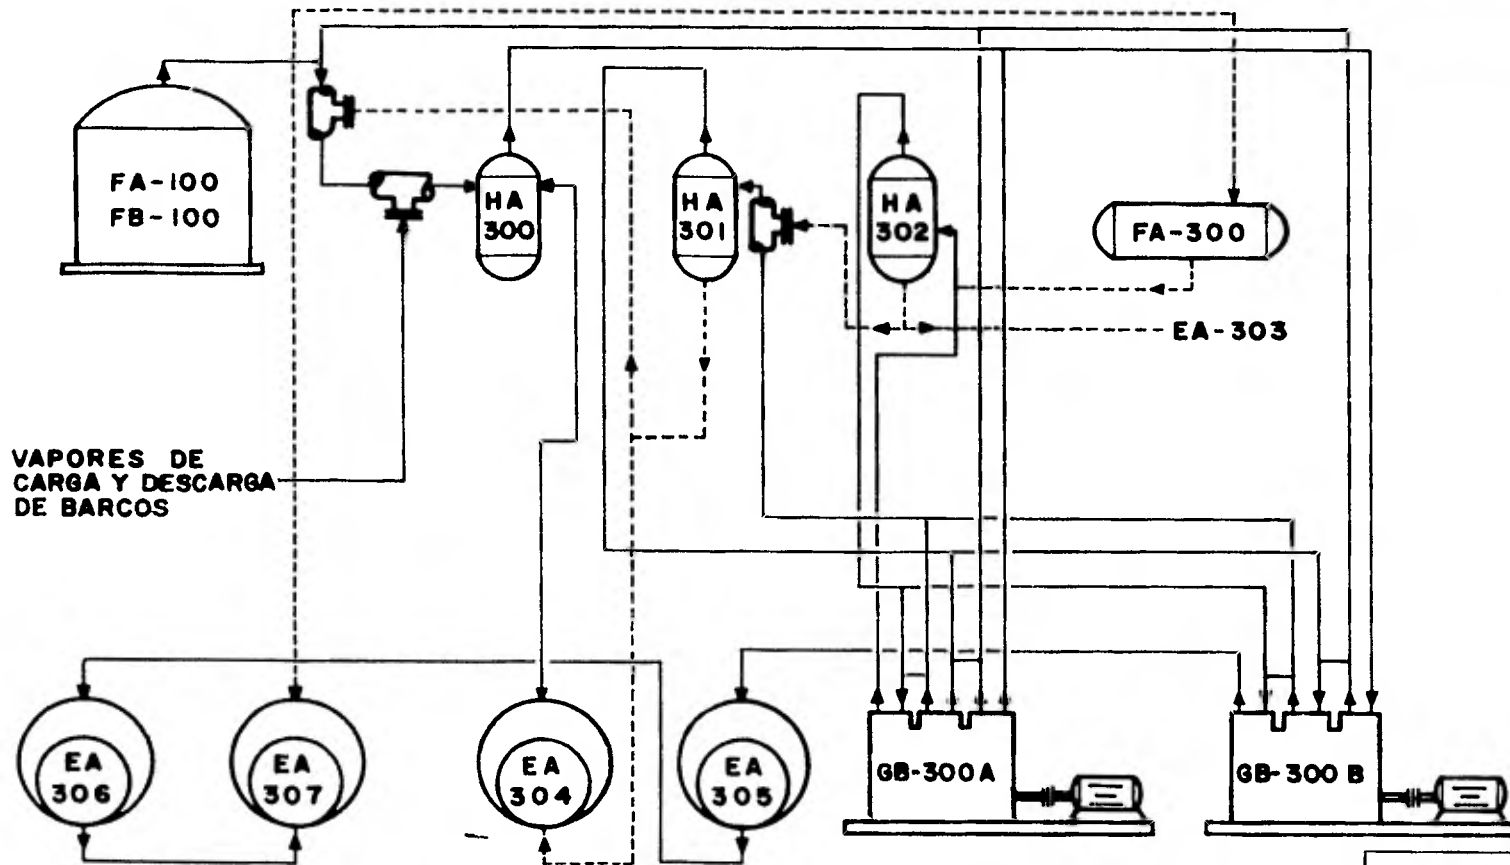 FA-100
FB-100
HA
300
HA
301
HA
302
FA-300
EA-303
VAPORES DE
CARGA Y DESCARGA
DE BARCOS
EA
306
EA
307
EA
304
EA
305
GB-300A
GB-300B